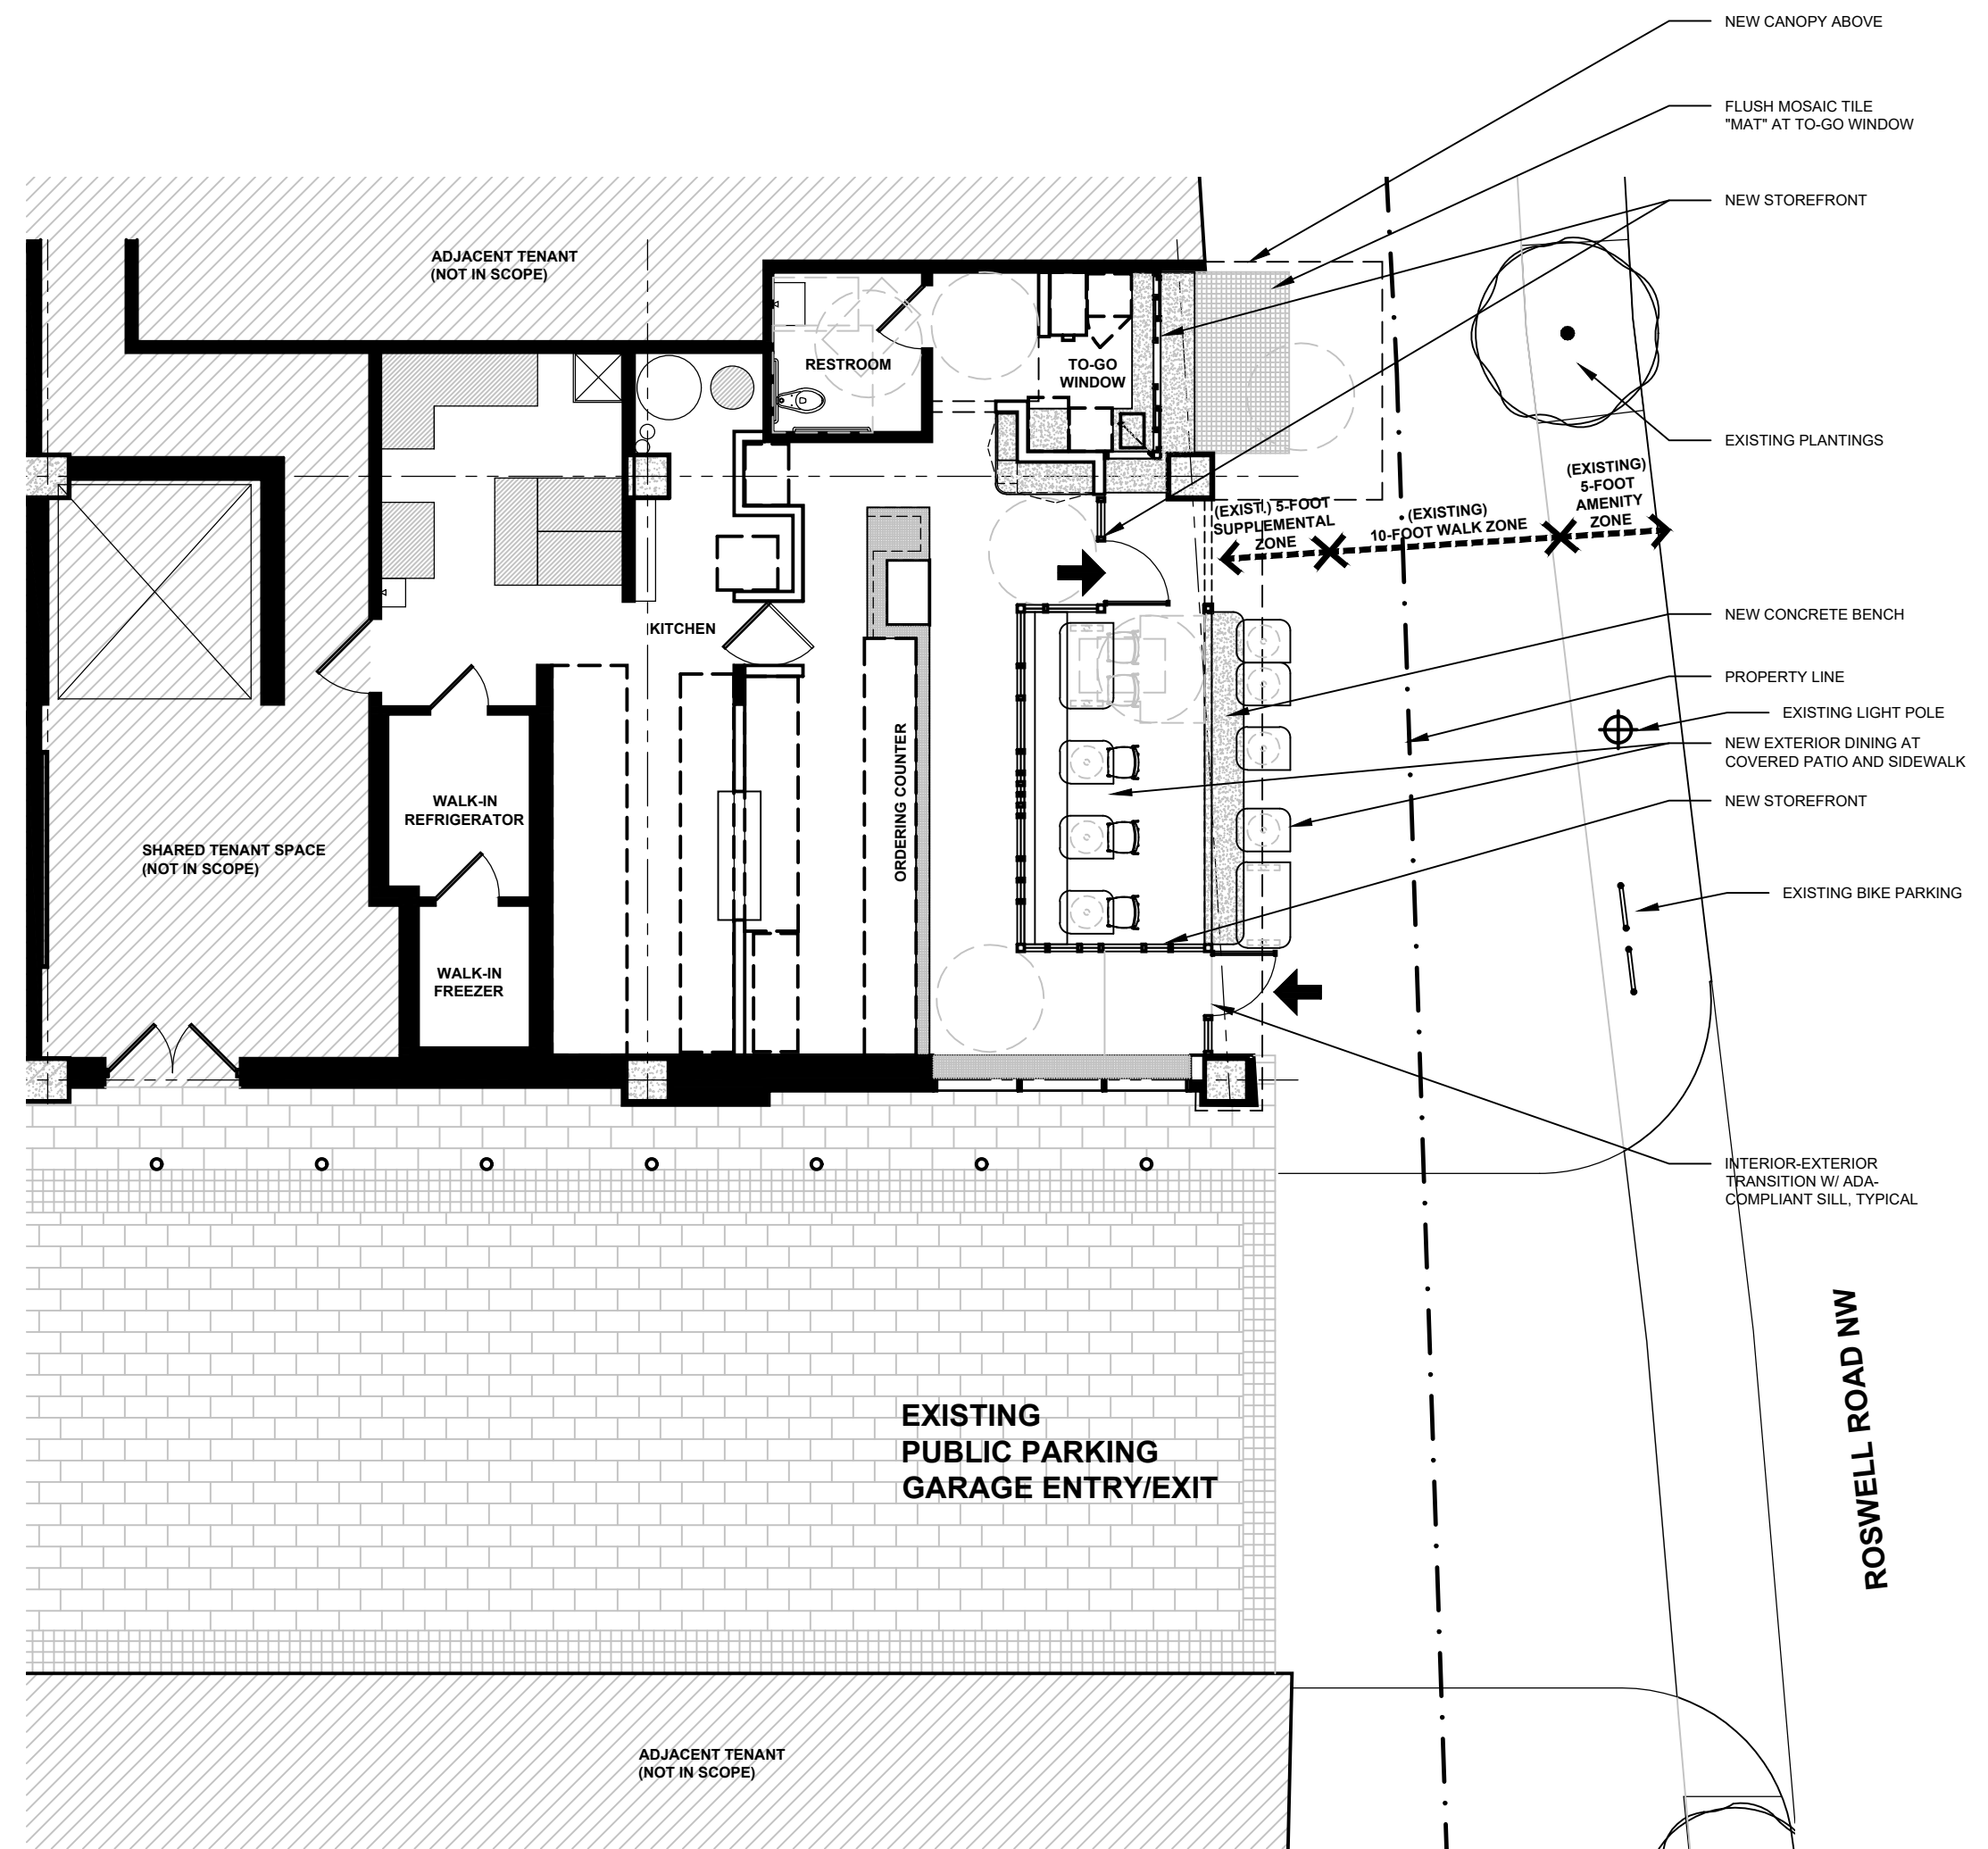 NEW CANOPY ABOVE
FLUSH MOSAIC TILE
"MAT" AT TO-GO WINDOW
NEW STOREFRONT
ADJACENT TENANT
(NOT IN SCOPE)
RESTROOM
TO-GO
WINDOW
EXISTING PLANTINGS
(EXIST.) 5-FOOT
SUPPLEMENTAL
ZONE
(EXISTING)
10-FOOT WALK ZONE
(EXISTING)
5-FOOT
AMENITY
ZONE
NEW CONCRETE BENCH
KITCHEN
PROPERTY LINE
EXISTING LIGHT POLE
NEW EXTERIOR DINING AT
COVERED PATIO AND SIDEWALK
NEW STOREFRONT
ORDERING COUNTER
WALK-IN
REFRIGERATOR
SHARED TENANT SPACE
(NOT IN SCOPE)
EXISTING BIKE PARKING
WALK-IN
FREEZER
INTERIOR-EXTERIOR
TRANSITION W/ ADA-
COMPLIANT SILL, TYPICAL
EXISTING
PUBLIC PARKING
GARAGE ENTRY/EXIT
ROSWELL ROAD NW
ADJACENT TENANT
(NOT IN SCOPE)